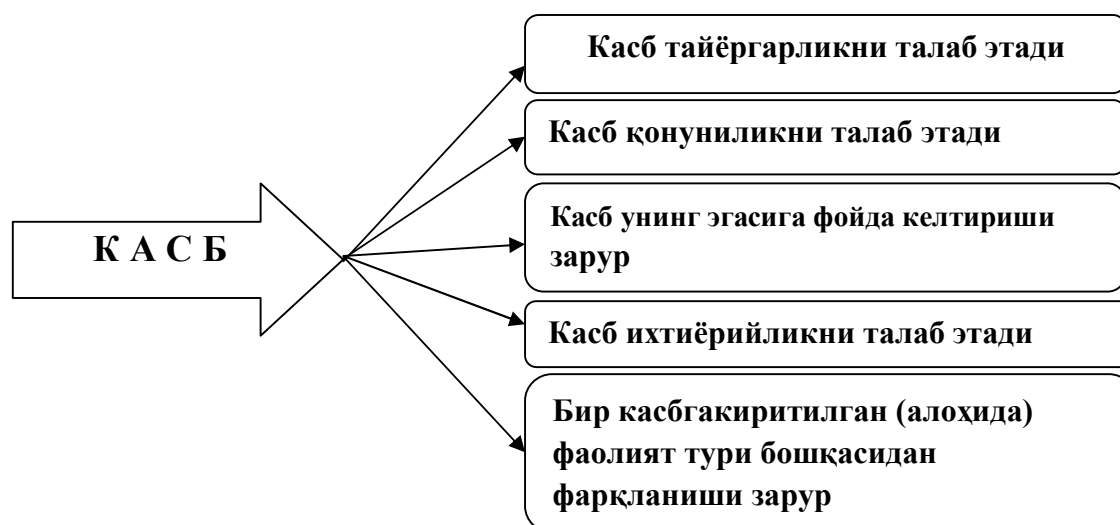 К А С Б
Касб тайёргарликни талаб этади
Касб қонуниликни талаб этади
Касб унинг эгасига фойда келтириши
зарур
Касб ихтиёрийликни талаб этади
Бир касбгакиритилган (алоҳида)
фаолият тури бошқасидан
фарқланиши зарур